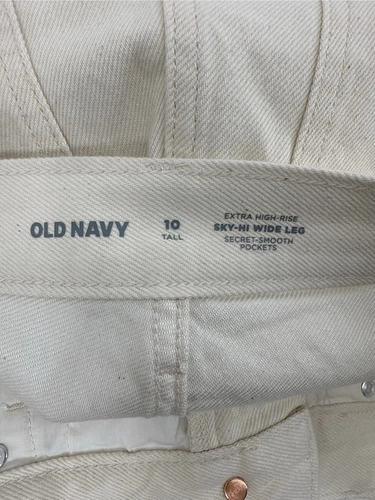 OLD NAVY
10
TALL
EXTRA HIGH-RISE
SKY-HI WIDE LEG
SECRET-SMOOTH
POCKETS